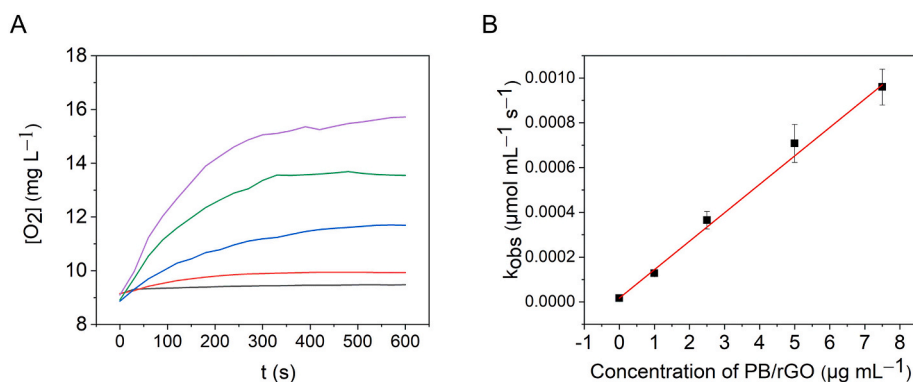 A
[O₂] (mg L⁻¹)
18
16
14
12
10
8
0 100 200 300 400 500 600
t (s)
B
kobs (µmol mL⁻¹ s⁻¹)
0.0010
0.0008
0.0006
0.0004
0.0002
0.0000
-1 0 1 2 3 4 5 6 7 8
Concentration of PB/rGO (µg mL⁻¹)